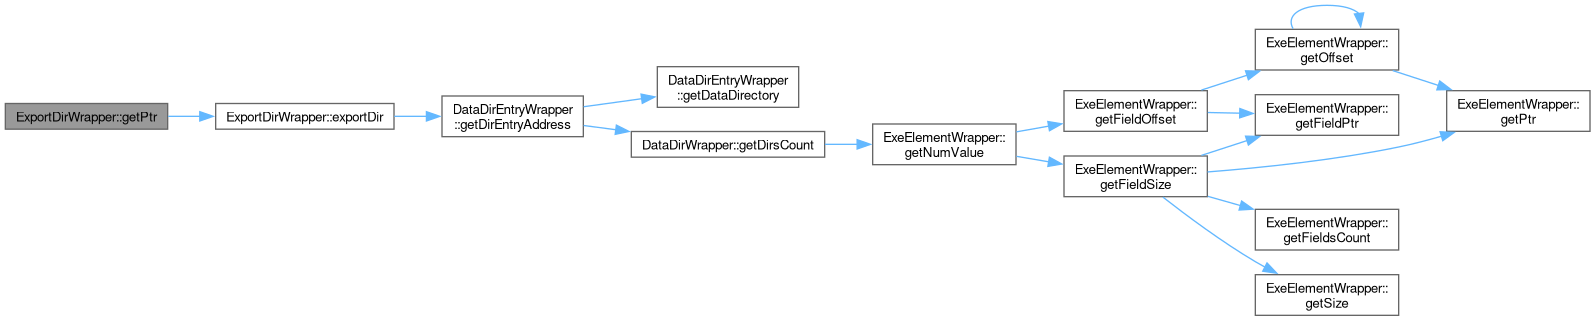 ExportDirWrapper::getPtr
ExportDirWrapper::exportDir
DataDirEntryWrapper
::getDirEntryAddress
DataDirEntryWrapper
::getDataDirectory
DataDirWrapper::getDirsCount
ExeElementWrapper::
getNumValue
ExeElementWrapper::
getFieldOffset
ExeElementWrapper::
getFieldSize
ExeElementWrapper::
getOffset
ExeElementWrapper::
getFieldPtr
ExeElementWrapper::
getFieldsCount
ExeElementWrapper::
getSize
ExeElementWrapper::
getPtr